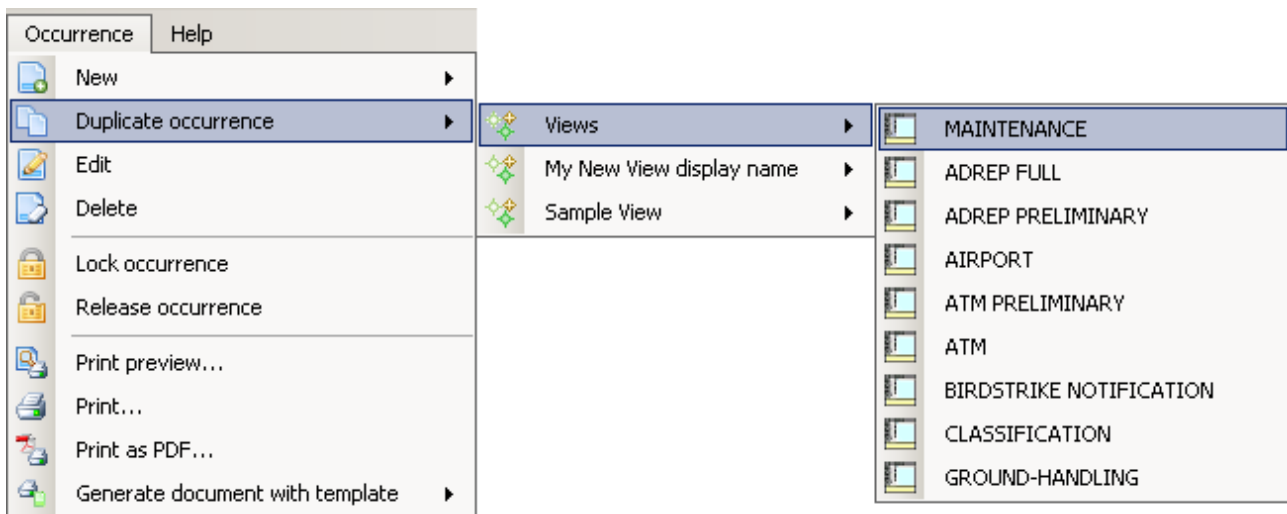 Occurrence Help
New
Duplicate occurrence
Edit
Delete
Lock occurrence
Release occurrence
Print preview...
Print...
Print as PDF...
Generate document with template
Views
My New View display name
Sample View
MAINTENANCE
ADREP FULL
ADREP PRELIMINARY
AIRPORT
ATM PRELIMINARY
ATM
BIRDSTRIKE NOTIFICATION
CLASSIFICATION
GROUND-HANDLING